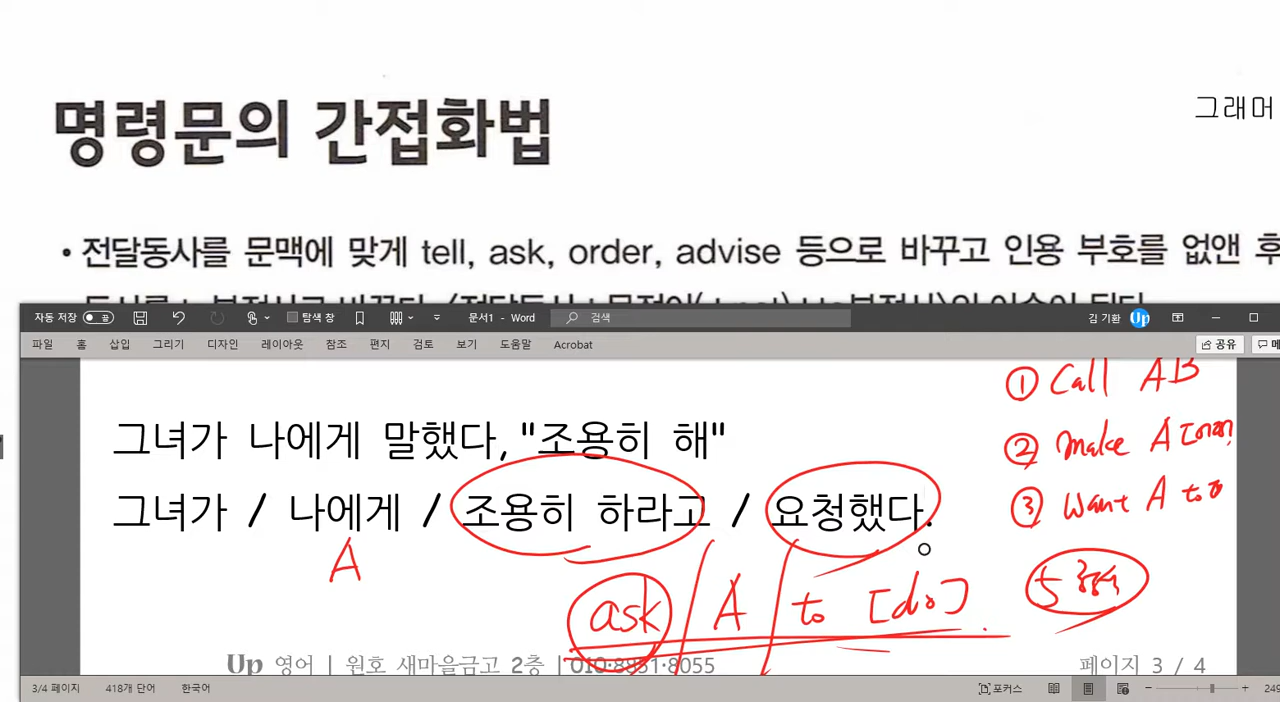 명령문의 간접화법
그래머
• 전달동사를 문맥에 맞게 tell, ask, order, advise 등으로 바꾸고 인용 부호를 없앤 후
자동 저장 끔 탐색 창 문서1 - Word 검색 김 기환 Up
파일 홈 삽입 그리기 디자인 레이아웃 참조 편지 검토 보기 도움말 Acrobat 공유 메
① Call AB
그녀가 나에게 말했다, "조용히 해"
② make A
③ Want A to
그녀가 / 나에게 / 조용히 하라고 / 요청했다.
A
ask / A / to [do]
Up 영어 | 원호 새마을금고 2층 | 010-8951-8055
페이지 3 / 4
3/4 페이지 418개 단어 한국어 포커스